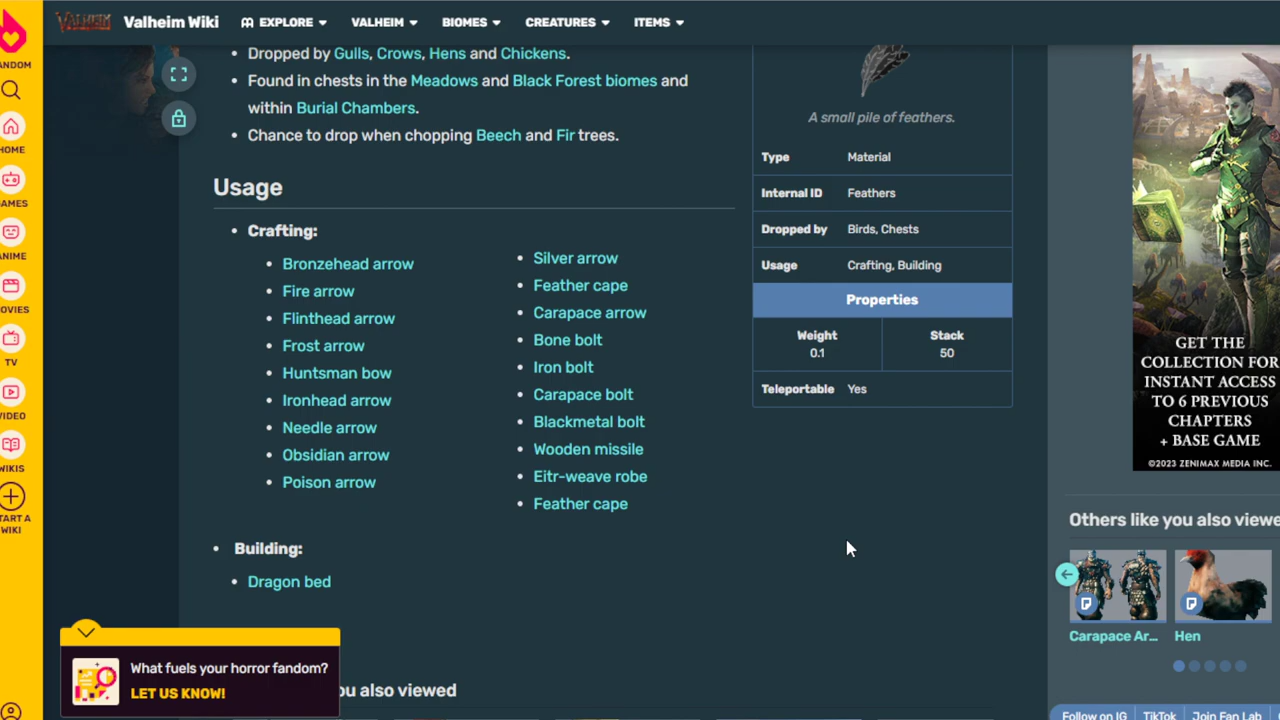 VALHEIM
Valheim Wiki
EXPLORE
VALHEIM
BIOMES
CREATURES
ITEMS
ANDOM
HOME
AMES
ANIME
OVIES
TV
VIDEO
WIKIS
TART A
WIKI
Dropped by Gulls, Crows, Hens and Chickens.
Found in chests in the Meadows and Black Forest biomes and
within Burial Chambers.
Chance to drop when chopping Beech and Fir trees.
Usage
Crafting:
Bronzehead arrow
Fire arrow
Flinthead arrow
Frost arrow
Huntsman bow
Ironhead arrow
Needle arrow
Obsidian arrow
Poison arrow
Silver arrow
Feather cape
Carapace arrow
Bone bolt
Iron bolt
Carapace bolt
Blackmetal bolt
Wooden missile
Eitr-weave robe
Feather cape
Building:
Dragon bed
A small pile of feathers.
Type Material
Internal ID Feathers
Dropped by Birds, Chests
Usage Crafting, Building
Properties
Weight Stack
0.1 50
Teleportable Yes
GET THE
COLLECTION FOR
INSTANT ACCESS
TO 6 PREVIOUS
CHAPTERS
+ BASE GAME
©2023 ZENIMAX MEDIA INC.
Others like you also viewe
Carapace Ar...
Hen
What fuels your horror fandom?
LET US KNOW!
ou also viewed
Follow on IG
TikTok
Join Fan Lab